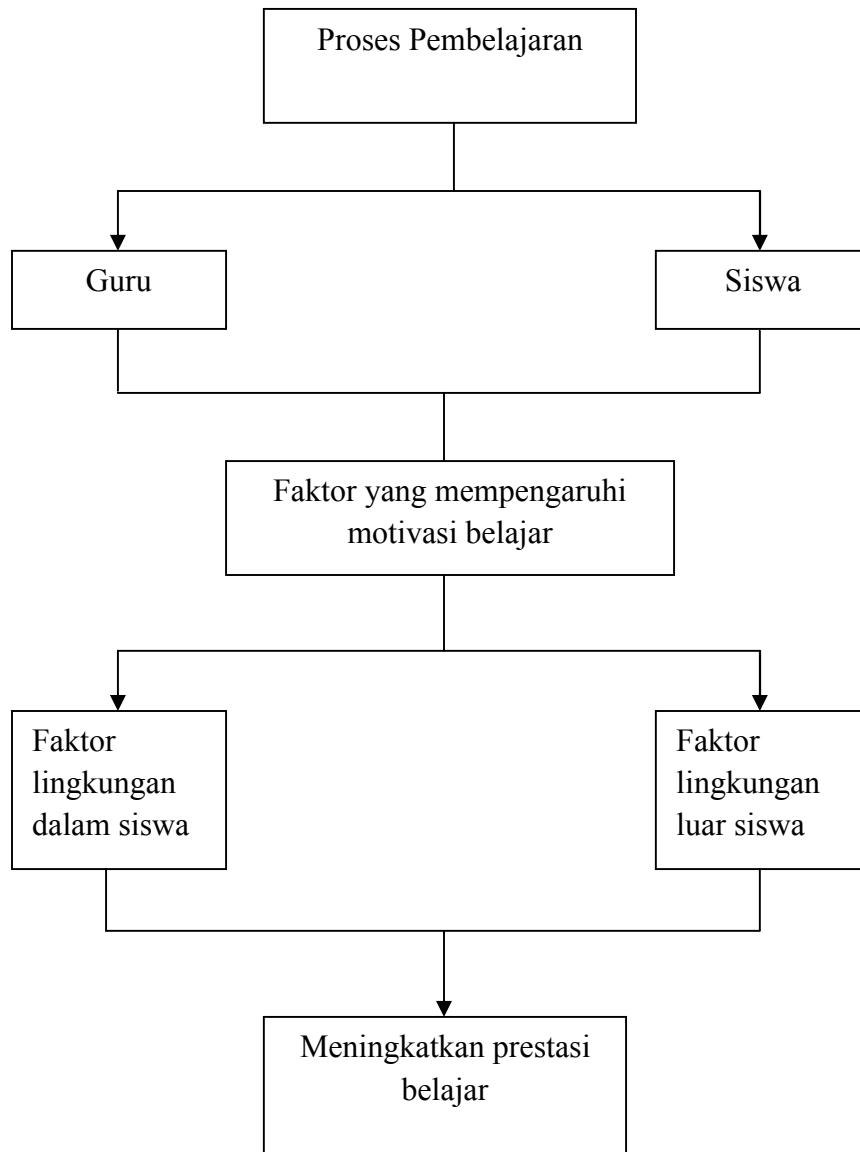 Proses Pembelajaran
Guru
Siswa
Faktor yang mempengaruhi
motivasi belajar
Faktor
lingkungan
dalam siswa
Faktor
lingkungan
luar siswa
Meningkatkan prestasi
belajar